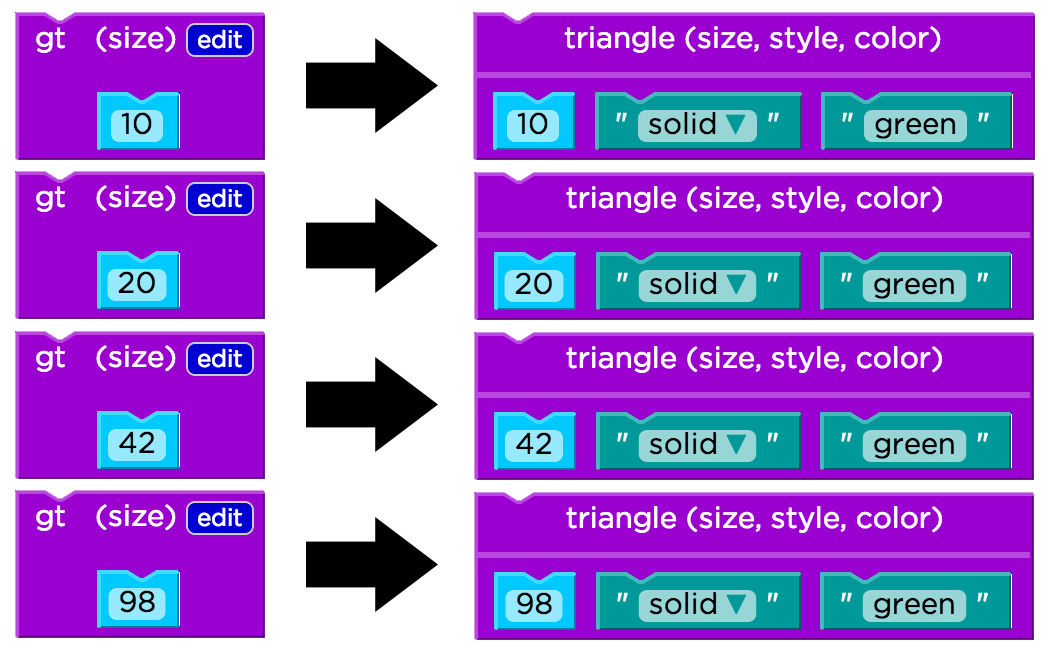 gt (size) edit triangle (size, style, color)
10 10 " solid ▼ " " green "
gt (size) edit triangle (size, style, color)
20 20 " solid ▼ " " green "
gt (size) edit triangle (size, style, color)
42 42 " solid ▼ " " green "
gt (size) edit triangle (size, style, color)
98 98 " solid ▼ " " green "